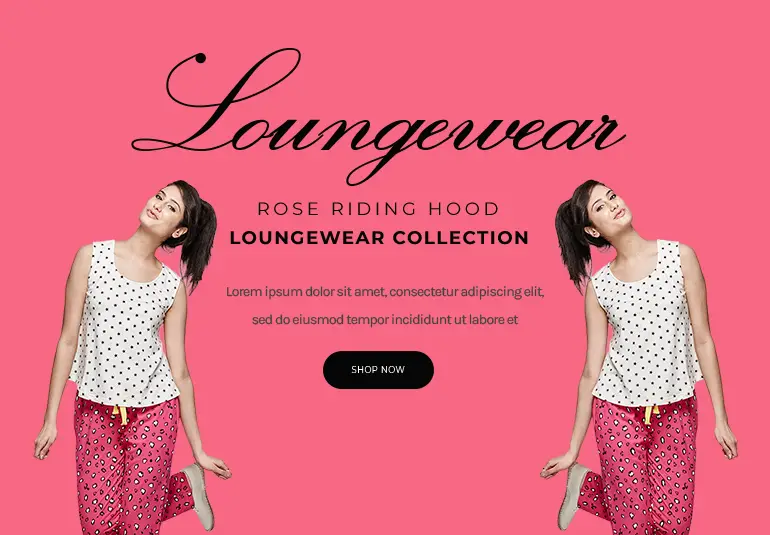 Loungewear
ROSE RIDING HOOD
LOUNGEWEAR COLLECTION
Lorem ipsum dolor sit amet, consectetur adipiscing elit,
sed do eiusmod tempor incididunt ut labore et
SHOP NOW